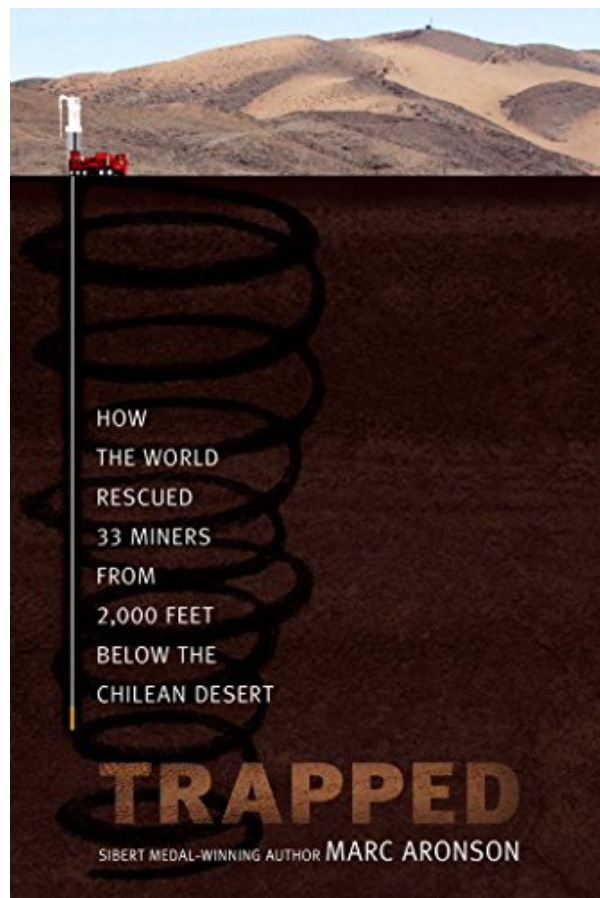 HOW
THE WORLD
RESCUED
33 MINERS
FROM
2,000 FEET
BELOW THE
CHILEAN DESERT
TRAPPED
SIBERT MEDAL-WINNING AUTHOR MARC ARONSON